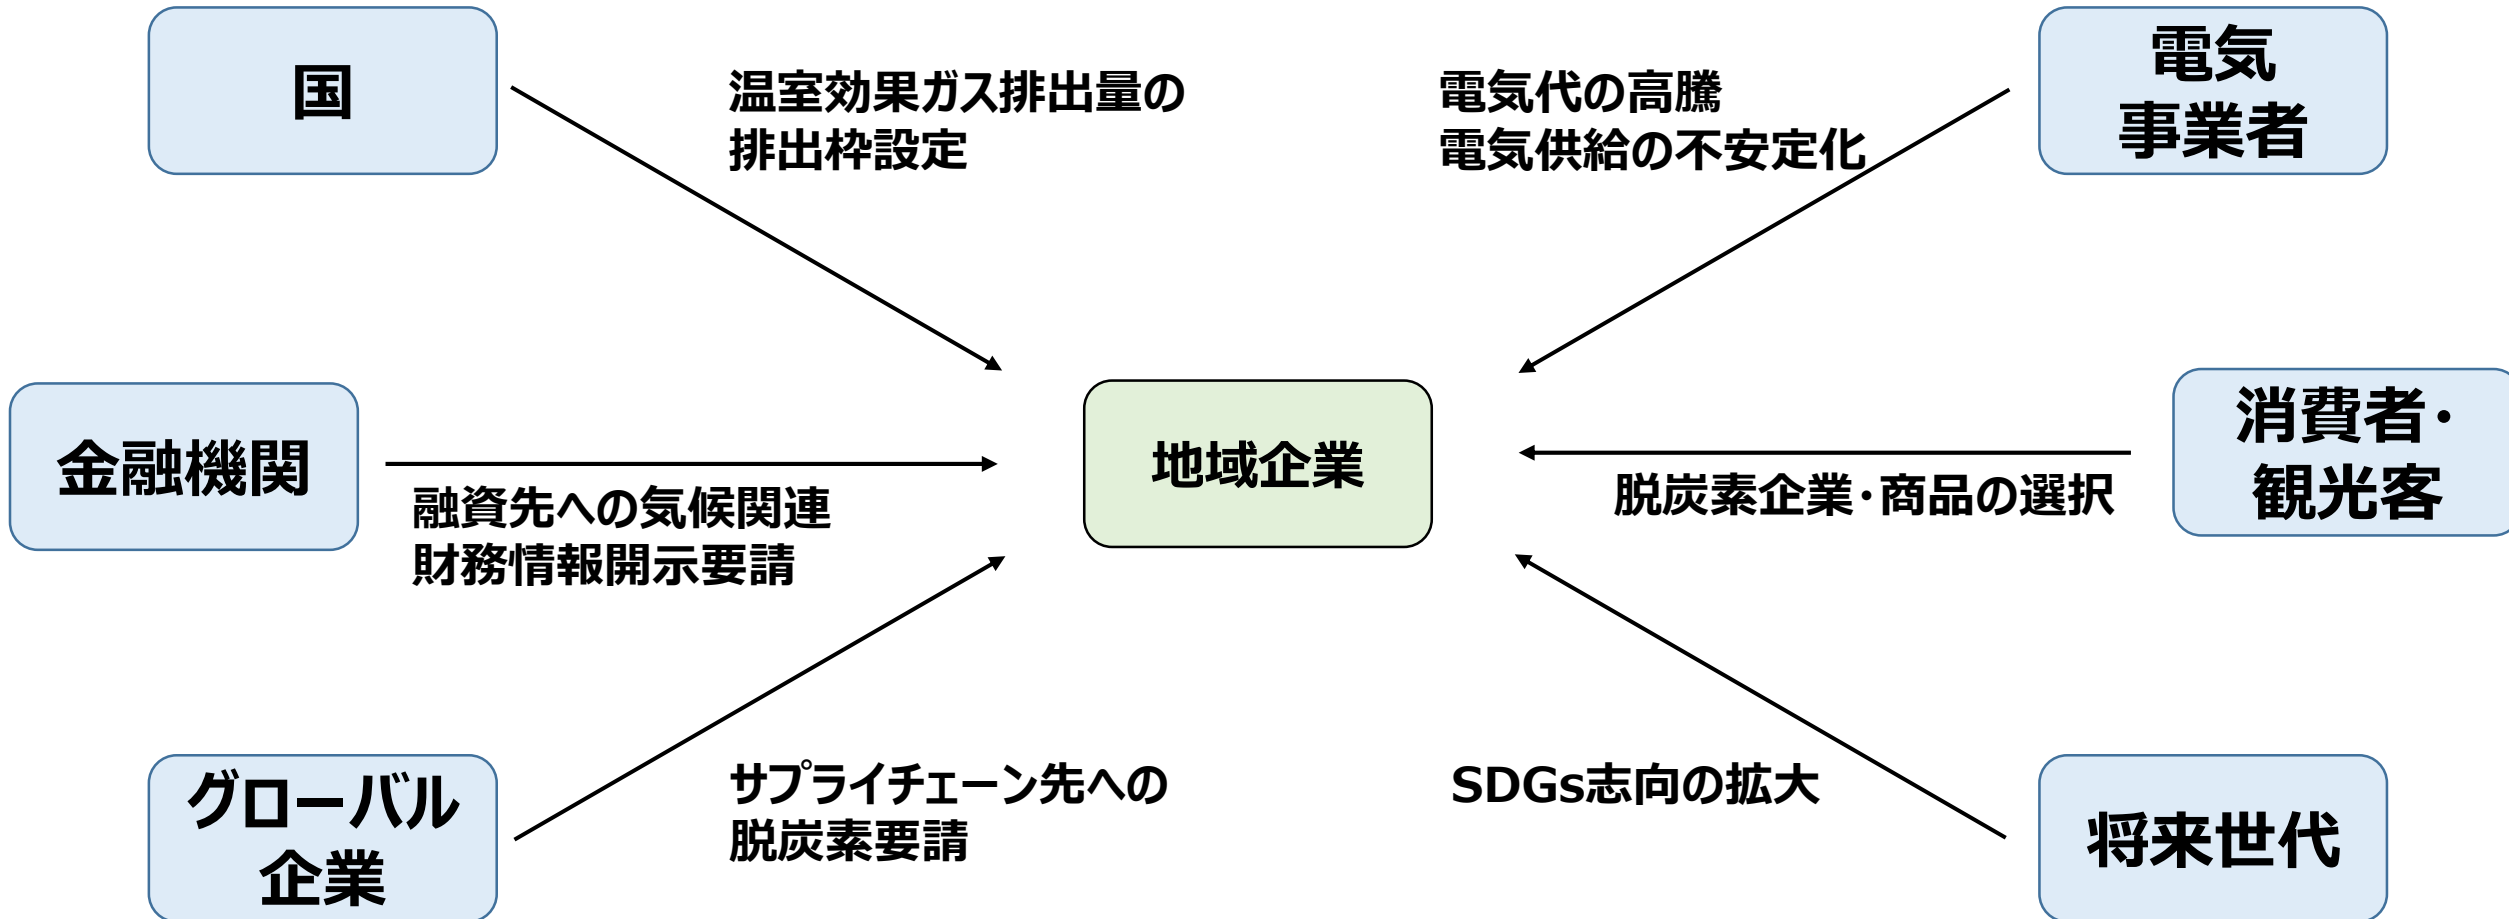 国
温室効果ガス排出量の
排出枠設定
電気代の高騰
電気供給の不安定化
電気
事業者
金融機関
融資先への気候関連
財務情報開示要請
地域企業
脱炭素企業・商品の選択
消費者・
観光客
グローバル
企業
サプライチェーン先への
脱炭素要請
SDGs志向の拡大
将来世代